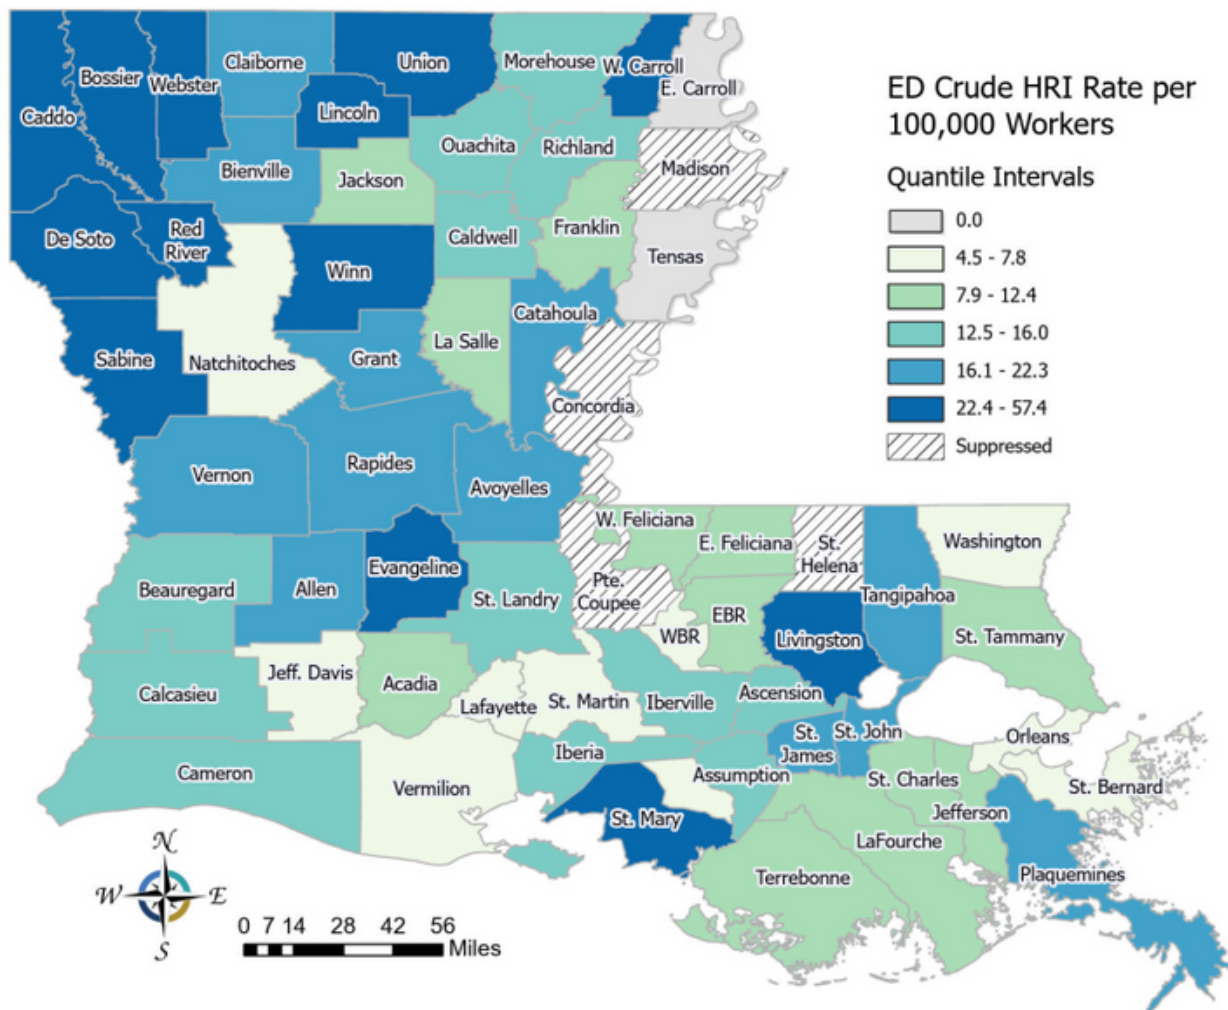 ED Crude HRI Rate per
100,000 Workers
Quantile Intervals
0.0
4.5 - 7.8
7.9 - 12.4
12.5 - 16.0
16.1 - 22.3
22.4 - 57.4
Suppressed
Caddo
Bossier
Webster
Claiborne
Union
Morehouse
W. Carroll
E. Carroll
Lincoln
Ouachita
Richland
Madison
Bienville
Jackson
Franklin
De Soto
Red
River
Winn
Caldwell
Tensas
Sabine
Natchitoches
Grant
La Salle
Catahoula
Concordia
Vernon
Rapides
Avoyelles
W. Feliciana
E. Feliciana
St.
Helena
Washington
Beauregard
Allen
Evangeline
St. Landry
Pte.
Coupee
Tangipahoa
WBR
EBR
Livingston
St. Tammany
Calcasieu
Jeff. Davis
Acadia
Lafayette
St. Martin
Iberville
Ascension
St.
James
St. John
Orleans
Cameron
Vermilion
Iberia
Assumption
St. Charles
St. Bernard
St. Mary
Jefferson
LaFourche
Terrebonne
Plaquemines
N
W E
S
0 7 14 28 42 56
Miles